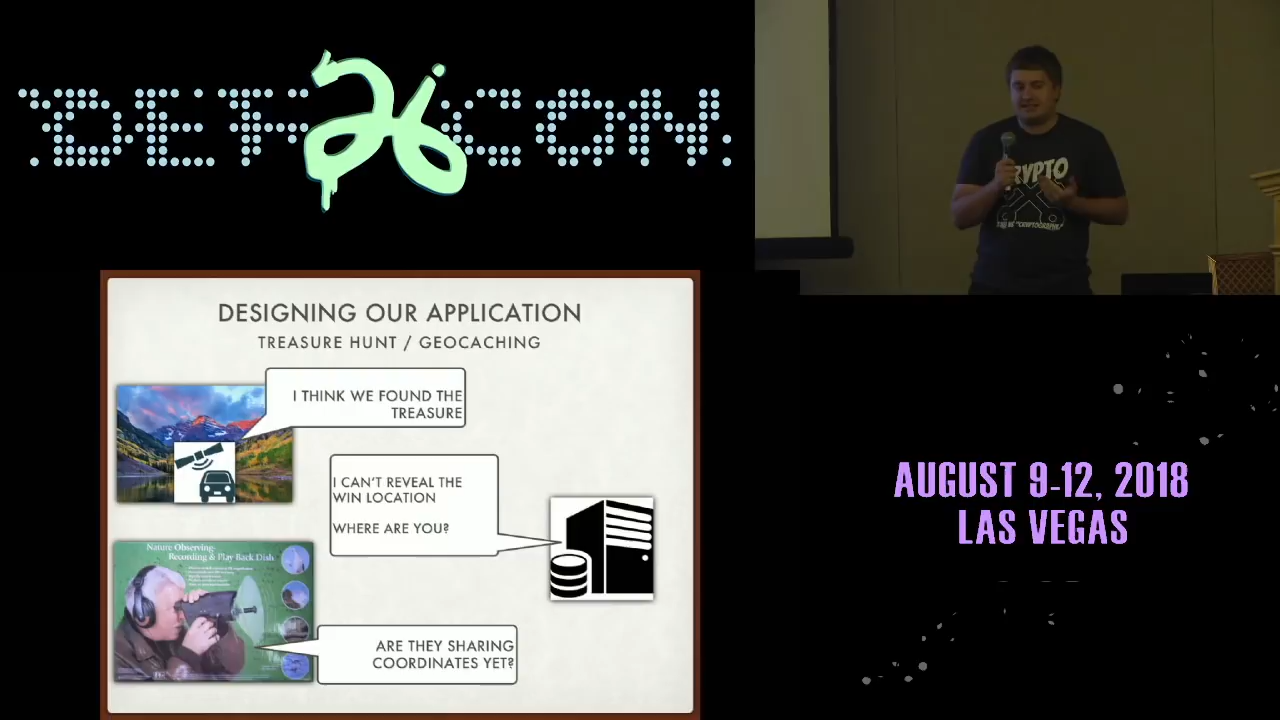 DEF 26 CON
CRYPTO
DESIGNING OUR APPLICATION
TREASURE HUNT / GEOCACHING
I THINK WE FOUND THE
TREASURE
I CAN'T REVEAL THE
WIN LOCATION
WHERE ARE YOU?
Nature Observing
Recording & Play Back Dish
ARE THEY SHARING
COORDINATES YET?
AUGUST 9-12, 2018
LAS VEGAS